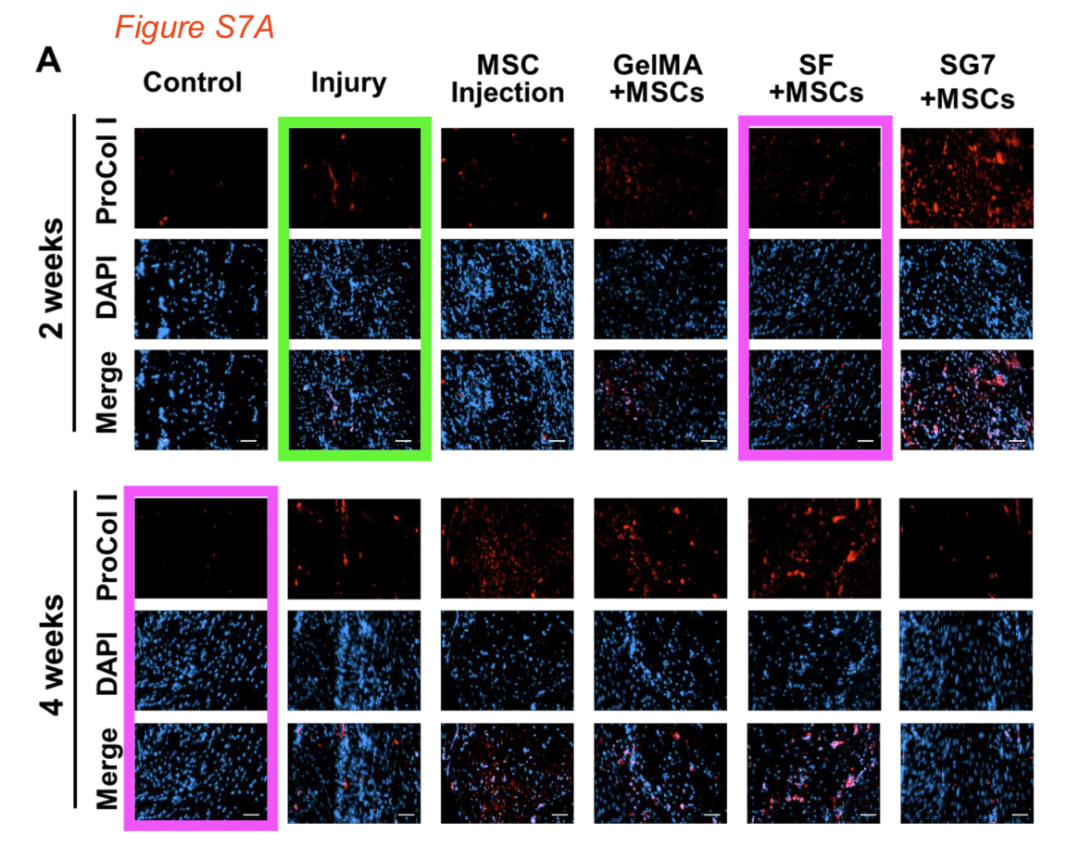 Figure S7A
A
Control
Injury
MSC
Injection
GelMA
+MSCs
SF
+MSCs
SG7
+MSCs
2 weeks
ProCol I
DAPI
Merge
4 weeks
ProCol I
DAPI
Merge